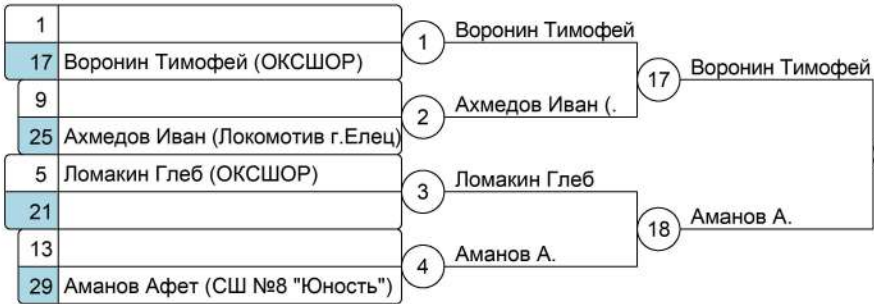 1
17 Воронин Тимофей (ОКСШОР)
1
Воронин Тимофей
9
25 Ахмедов Иван (Локомотив г.Елец)
2
Ахмедов Иван (.
17
Воронин Тимофей
5 Ломакин Глеб (ОКСШОР)
21
3
Ломакин Глеб
13
29 Аманов Афет (СШ №8 "Юность")
4
Аманов А.
18
Аманов А.